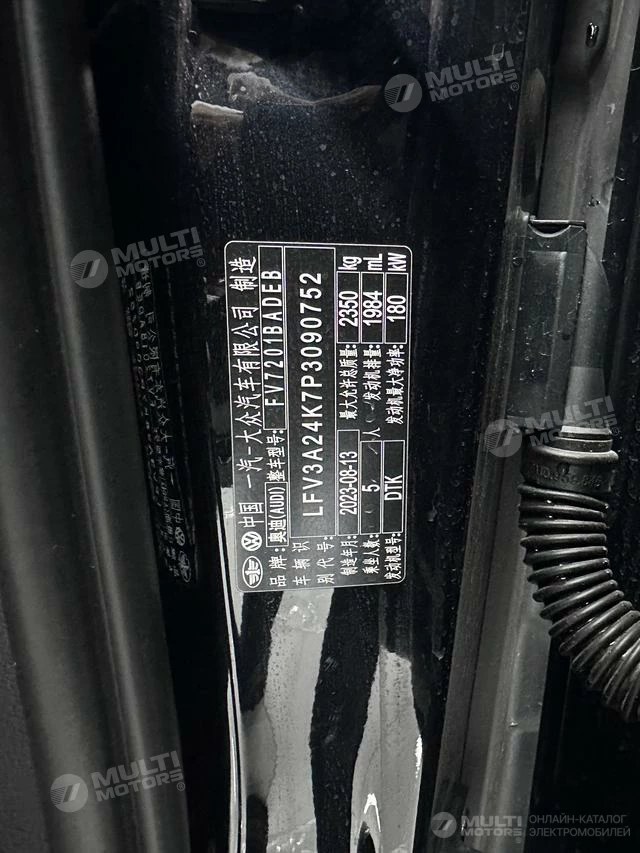 中国 一汽-大众汽车有限公司 制造
品牌: 奥迪(AUDI) 整车型号: FV7201BADEB
车辆识别代号: LFV3A24K7P3090752
制造年月: 2023-08-13 最大允许总质量: 2350 kg
乘坐人数: 5 人 发动机排量: 1984 mL
发动机型号: DTK 发动机最大净功率: 180 kW
MULTI
MOTORS
MULTI
MOTORS
MULTI
MOTORS
MULTI
MOTORS
ОНЛАЙН-КАТАЛОГ
ЭЛЕКТРОМОБИЛЕЙ